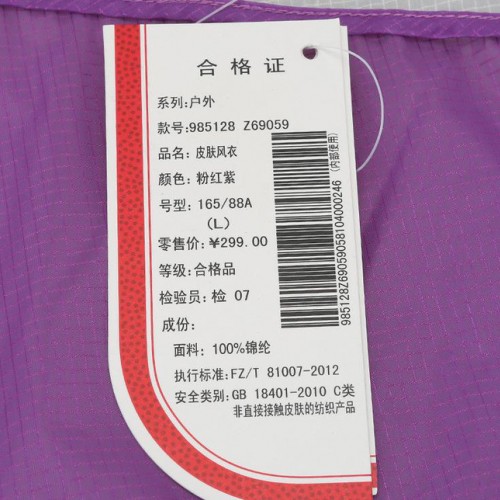 合格证
系列:户外
款号:985128 Z69059
品名: 皮肤风衣
颜色: 粉红紫
号型: 165/88A
(L)
零售价: ¥299.00
等级: 合格品
检验员: 检 07
成份:
面料: 100%锦纶
执行标准: FZ/T 81007-2012
安全类别: GB 18401-2010 C类
非直接接触皮肤的纺织产品
985128Z69059058104000246
(内部使用)